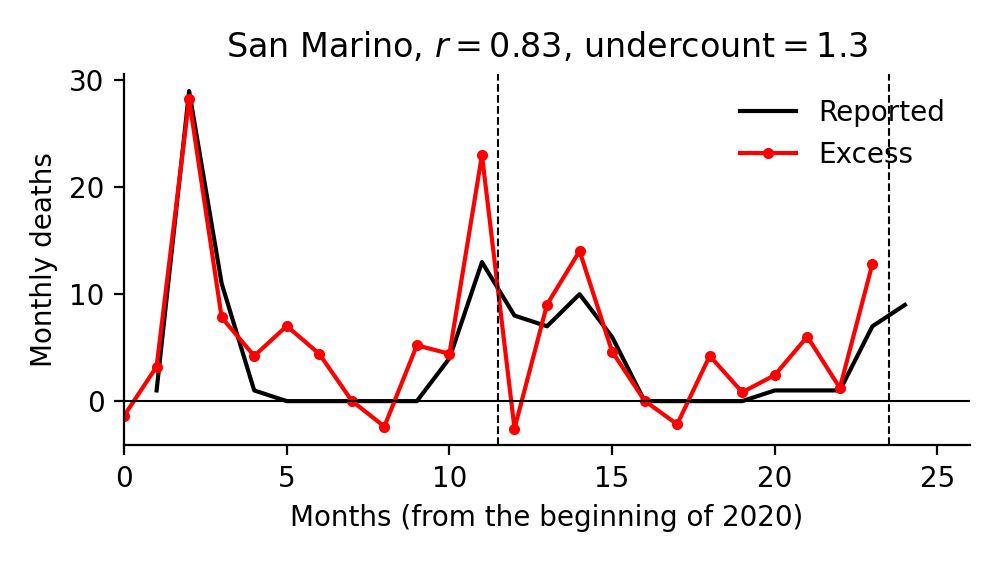 San Marino, r = 0.83, undercount = 1.3
30
20
10
0
Monthly deaths
Reported
Excess
0 5 10 15 20 25
Months (from the beginning of 2020)